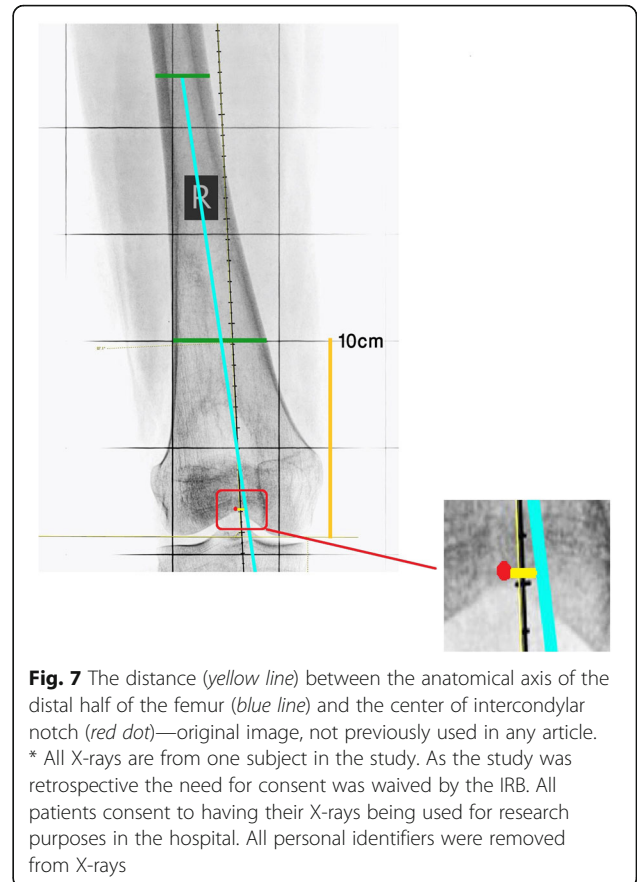 R
10cm
Fig. 7 The distance (yellow line) between the anatomical axis of the
distal half of the femur (blue line) and the center of intercondylar
notch (red dot)—original image, not previously used in any article.
* All X-rays are from one subject in the study. As the study was
retrospective the need for consent was waived by the IRB. All
patients consent to having their X-rays being used for research
purposes in the hospital. All personal identifiers were removed
from X-rays